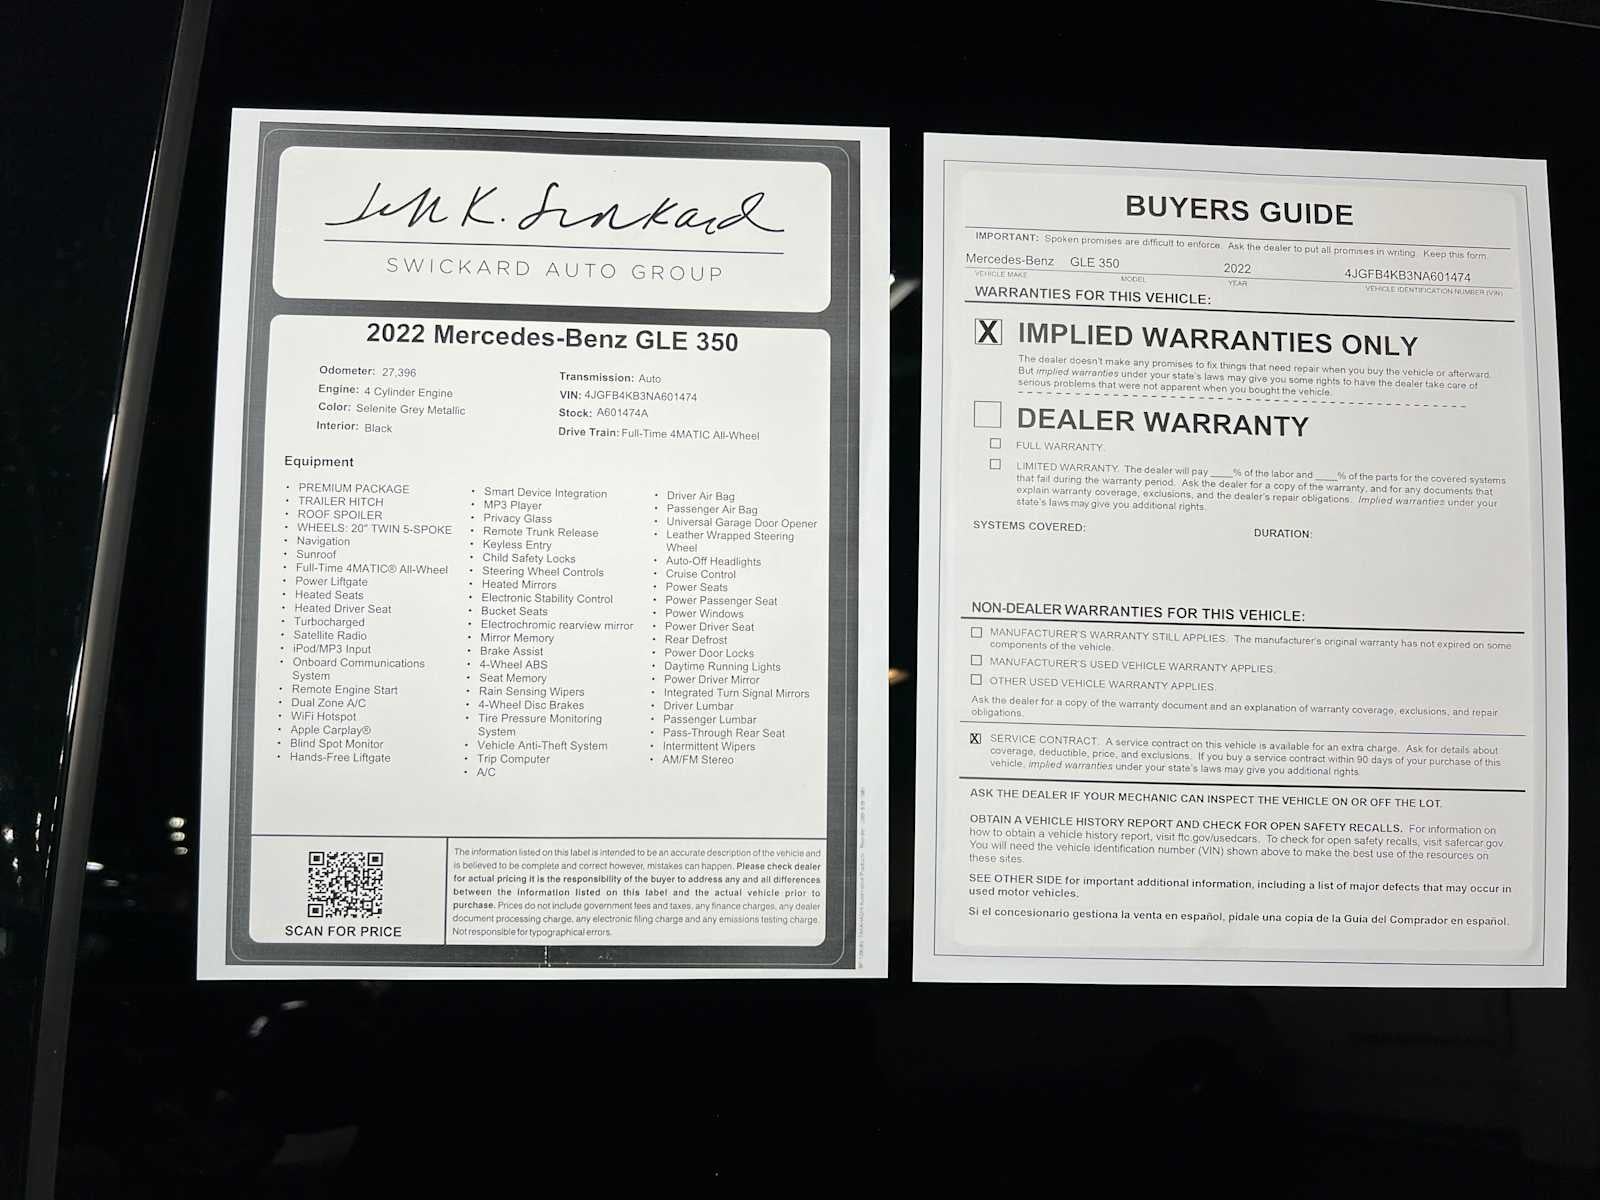 SWICKARD AUTO GROUP
2022 Mercedes-Benz GLE 350
Odometer: 27,396
Engine: 4 Cylinder Engine
Color: Selenite Grey Metallic
Interior: Black
Transmission: Auto
VIN: 4JGFB4KB3NA601474
Stock: A601474A
Drive Train: Full-Time 4MATIC All-Wheel
Equipment
• PREMIUM PACKAGE
• TRAILER HITCH
• ROOF SPOILER
• WHEELS: 20" TWIN 5-SPOKE
• Navigation
• Sunroof
• Full-Time 4MATIC® All-Wheel
• Power Liftgate
• Heated Seats
• Heated Driver Seat
• Turbocharged
• Satellite Radio
• iPod/MP3 Input
• Onboard Communications
System
• Remote Engine Start
• Dual Zone A/C
• WiFi Hotspot
• Apple Carplay®
• Blind Spot Monitor
• Hands-Free Liftgate
• Smart Device Integration
• MP3 Player
• Privacy Glass
• Remote Trunk Release
• Keyless Entry
• Child Safety Locks
• Steering Wheel Controls
• Heated Mirrors
• Electronic Stability Control
• Bucket Seats
• Electrochromic rearview mirror
• Mirror Memory
• Brake Assist
• 4-Wheel ABS
• Seat Memory
• Rain Sensing Wipers
• 4-Wheel Disc Brakes
• Tire Pressure Monitoring
System
• Vehicle Anti-Theft System
• Trip Computer
• A/C
• Driver Air Bag
• Passenger Air Bag
• Universal Garage Door Opener
• Leather Wrapped Steering
Wheel
• Auto-Off Headlights
• Cruise Control
• Power Seats
• Power Passenger Seat
• Power Windows
• Power Driver Seat
• Rear Defrost
• Power Door Locks
• Daytime Running Lights
• Power Driver Mirror
• Integrated Turn Signal Mirrors
• Driver Lumbar
• Passenger Lumbar
• Pass-Through Rear Seat
• Intermittent Wipers
• AM/FM Stereo
SCAN FOR PRICE
The information listed on this label is intended to be an accurate description of the vehicle and
is believed to be complete and correct however, mistakes can happen. Please check dealer
for actual pricing it is the responsibility of the buyer to address any and all differences
between the information listed on this label and the actual vehicle prior to
purchase. Prices do not include government fees and taxes, any finance charges, any dealer
document processing charge, any electronic filing charge and any emissions testing charge.
Not responsible for typographical errors.
BUYERS GUIDE
IMPORTANT: Spoken promises are difficult to enforce. Ask the dealer to put all promises in writing. Keep this form.
Mercedes-Benz GLE 350 2022 4JGFB4KB3NA601474
VEHICLE MAKE MODEL YEAR VEHICLE IDENTIFICATION NUMBER (VIN)
WARRANTIES FOR THIS VEHICLE:
X IMPLIED WARRANTIES ONLY
The dealer doesn't make any promises to fix things that need repair when you buy the vehicle or afterward.
But implied warranties under your state's laws may give you some rights to have the dealer take care of
serious problems that were not apparent when you bought the vehicle.
DEALER WARRANTY
FULL WARRANTY.
LIMITED WARRANTY. The dealer will pay ____% of the labor and ____% of the parts for the covered systems
that fail during the warranty period. Ask the dealer for a copy of the warranty, and for any documents that
explain warranty coverage, exclusions, and the dealer's repair obligations. Implied warranties under your
state's laws may give you additional rights.
SYSTEMS COVERED: DURATION:
NON-DEALER WARRANTIES FOR THIS VEHICLE:
MANUFACTURER'S WARRANTY STILL APPLIES. The manufacturer's original warranty has not expired on some
components of the vehicle.
MANUFACTURER'S USED VEHICLE WARRANTY APPLIES.
OTHER USED VEHICLE WARRANTY APPLIES.
Ask the dealer for a copy of the warranty document and an explanation of warranty coverage, exclusions, and repair
obligations.
X SERVICE CONTRACT. A service contract on this vehicle is available for an extra charge. Ask for details about
coverage, deductible, price, and exclusions. If you buy a service contract within 90 days of your purchase of this
vehicle, implied warranties under your state's laws may give you additional rights.
ASK THE DEALER IF YOUR MECHANIC CAN INSPECT THE VEHICLE ON OR OFF THE LOT.
OBTAIN A VEHICLE HISTORY REPORT AND CHECK FOR OPEN SAFETY RECALLS. For information on
how to obtain a vehicle history report, visit ftc.gov/usedcars. To check for open safety recalls, visit safercar.gov.
You will need the vehicle identification number (VIN) shown above to make the best use of the resources on
these sites.
SEE OTHER SIDE for important additional information, including a list of major defects that may occur in
used motor vehicles.
Si el concesionario gestiona la venta en español, pídale una copia de la Guía del Comprador en español.